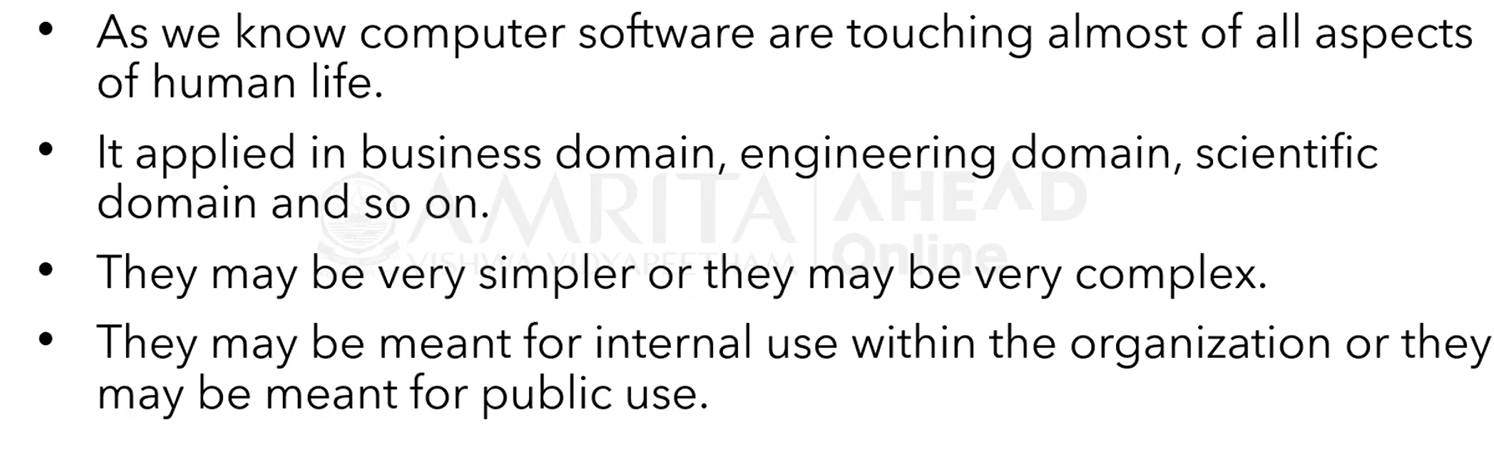 • As we know computer software are touching almost of all aspects
of human life.
• It applied in business domain, engineering domain, scientific
domain and so on.
• They may be very simpler or they may be very complex.
• They may be meant for internal use within the organization or they
may be meant for public use.
AMRITA
VISHWA VIDYAPEETHAM
AHEAD
Online